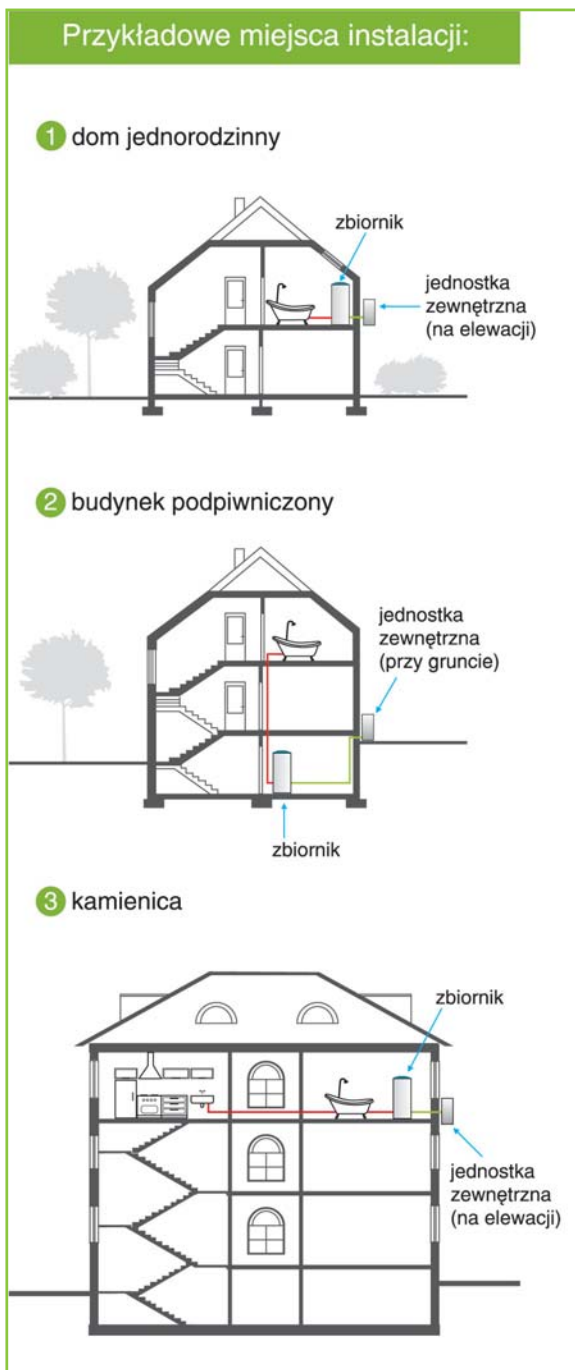 Przykładowe miejsca instalacji:
1 dom jednorodzinny
zbiornik
jednostka
zewnętrzna
(na elewacji)
2 budynek podpiwniczony
jednostka
zewnętrzna
(przy gruncie)
zbiornik
3 kamienica
zbiornik
jednostka
zewnętrzna
(na elewacji)